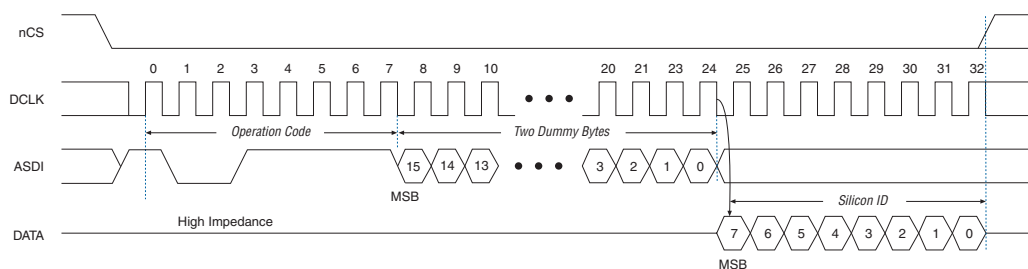 nCS
0 1 2 3 4 5 6 7 8 9 10 20 21 23 24 25 26 27 28 29 30 31 32
DCLK
Operation Code
Two Dummy Bytes
ASDI
15 14 13 3 2 1 0
MSB
Silicon ID
High Impedance
DATA
7 6 5 4 3 2 1 0
MSB